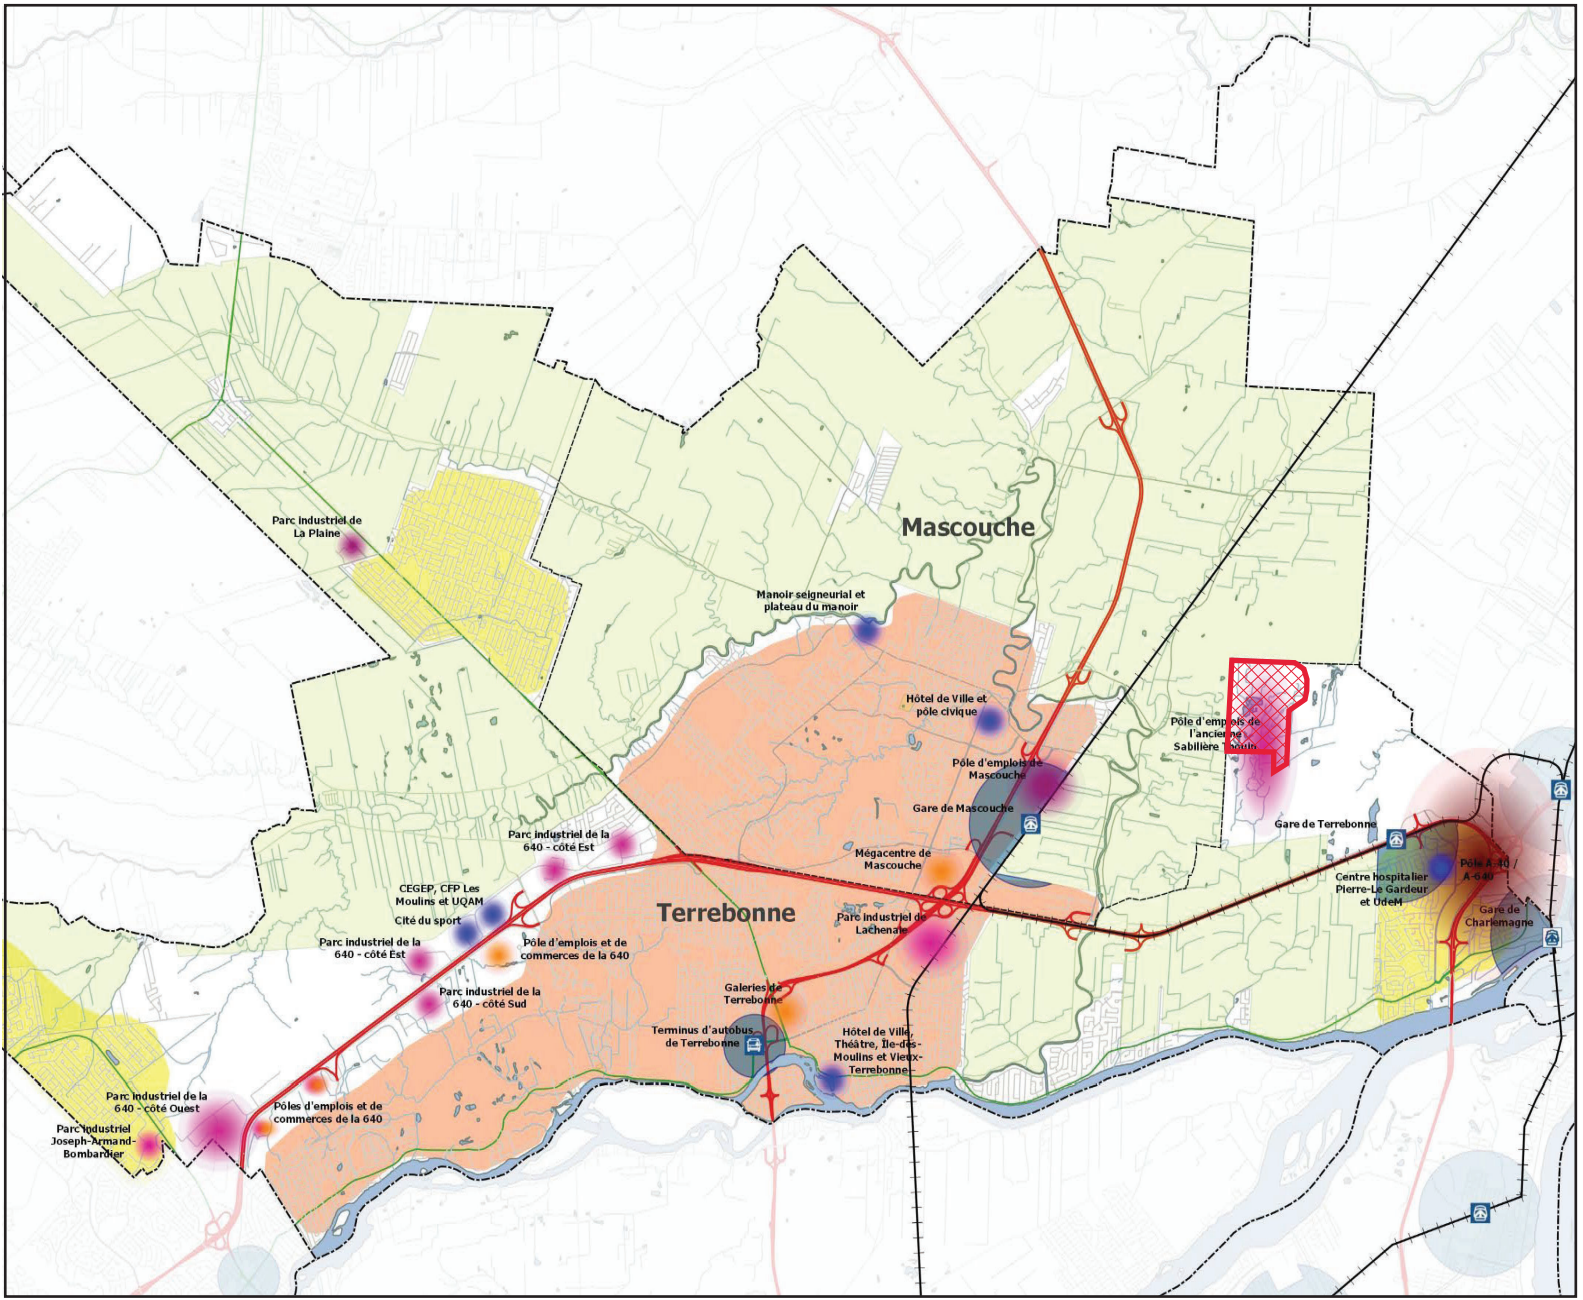 Parc industriel de
La Plaine
Mascouche
Manoir seigneurial et
plateau du manoir
Hôtel de Ville et
pôle civique
Pôle d'emplois de
l'ancienne
Sablière Thouin
Pôle d'emplois de
Mascouche
Gare de Mascouche
Gare de Terrebonne
Parc industriel de la
640 - côté Est
Mégacentre de
Mascouche
Pôle A-40 /
A-640
Centre hospitalier
Pierre-Le Gardeur
et UdeM
CEGEP, CFP Les
Moulins et UQAM
Cité du sport
Terrebonne
Parc industriel de
Lachenaie
Gare de
Charlemagne
Parc industriel de la
640 - côté Est
Pôle d'emplois et de
commerces de la 640
Parc industriel de la
640 - côté Sud
Galeries de
Terrebonne
Terminus d'autobus
de Terrebonne
Hôtel de Ville,
Théâtre, Île-des-
Moulins et Vieux-
Terrebonne
Parc industriel de la
640 - côté Ouest
Pôles d'emplois et de
commerces de la 640
Parc industriel
Joseph-Armand-
Bombardier